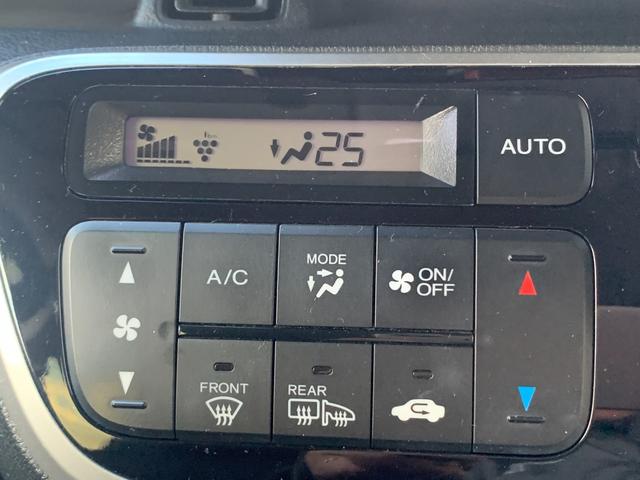 25
AUTO
A/C
MODE
ON/
OFF
FRONT
REAR